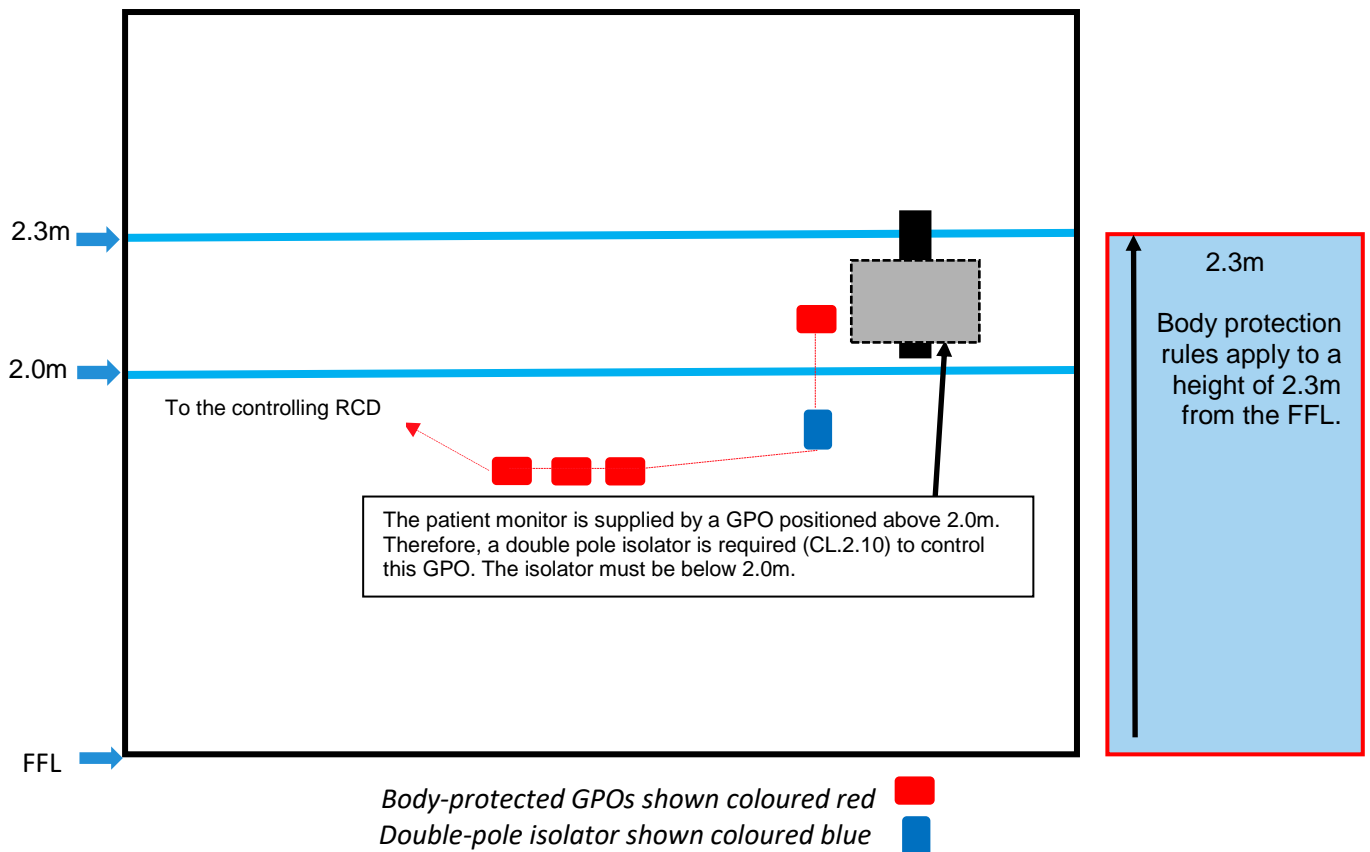 2.3m
2.3m
Body protection
rules apply to a
height of 2.3m
from the FFL.
2.0m
To the controlling RCD
The patient monitor is supplied by a GPO positioned above 2.0m.
Therefore, a double pole isolator is required (CL.2.10) to control
this GPO. The isolator must be below 2.0m.
FFL
Body-protected GPOs shown coloured red
Double-pole isolator shown coloured blue